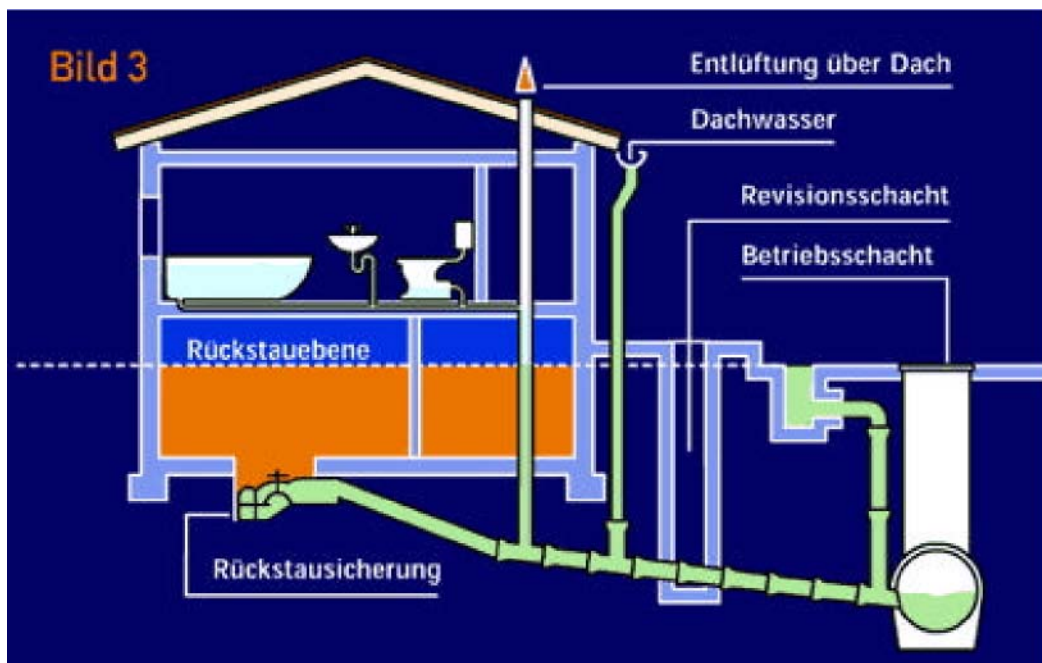 Bild 3
Entlüftung über Dach
Dachwasser
Revisionsschacht
Betriebsschacht
Rückstauebene
Rückstausicherung